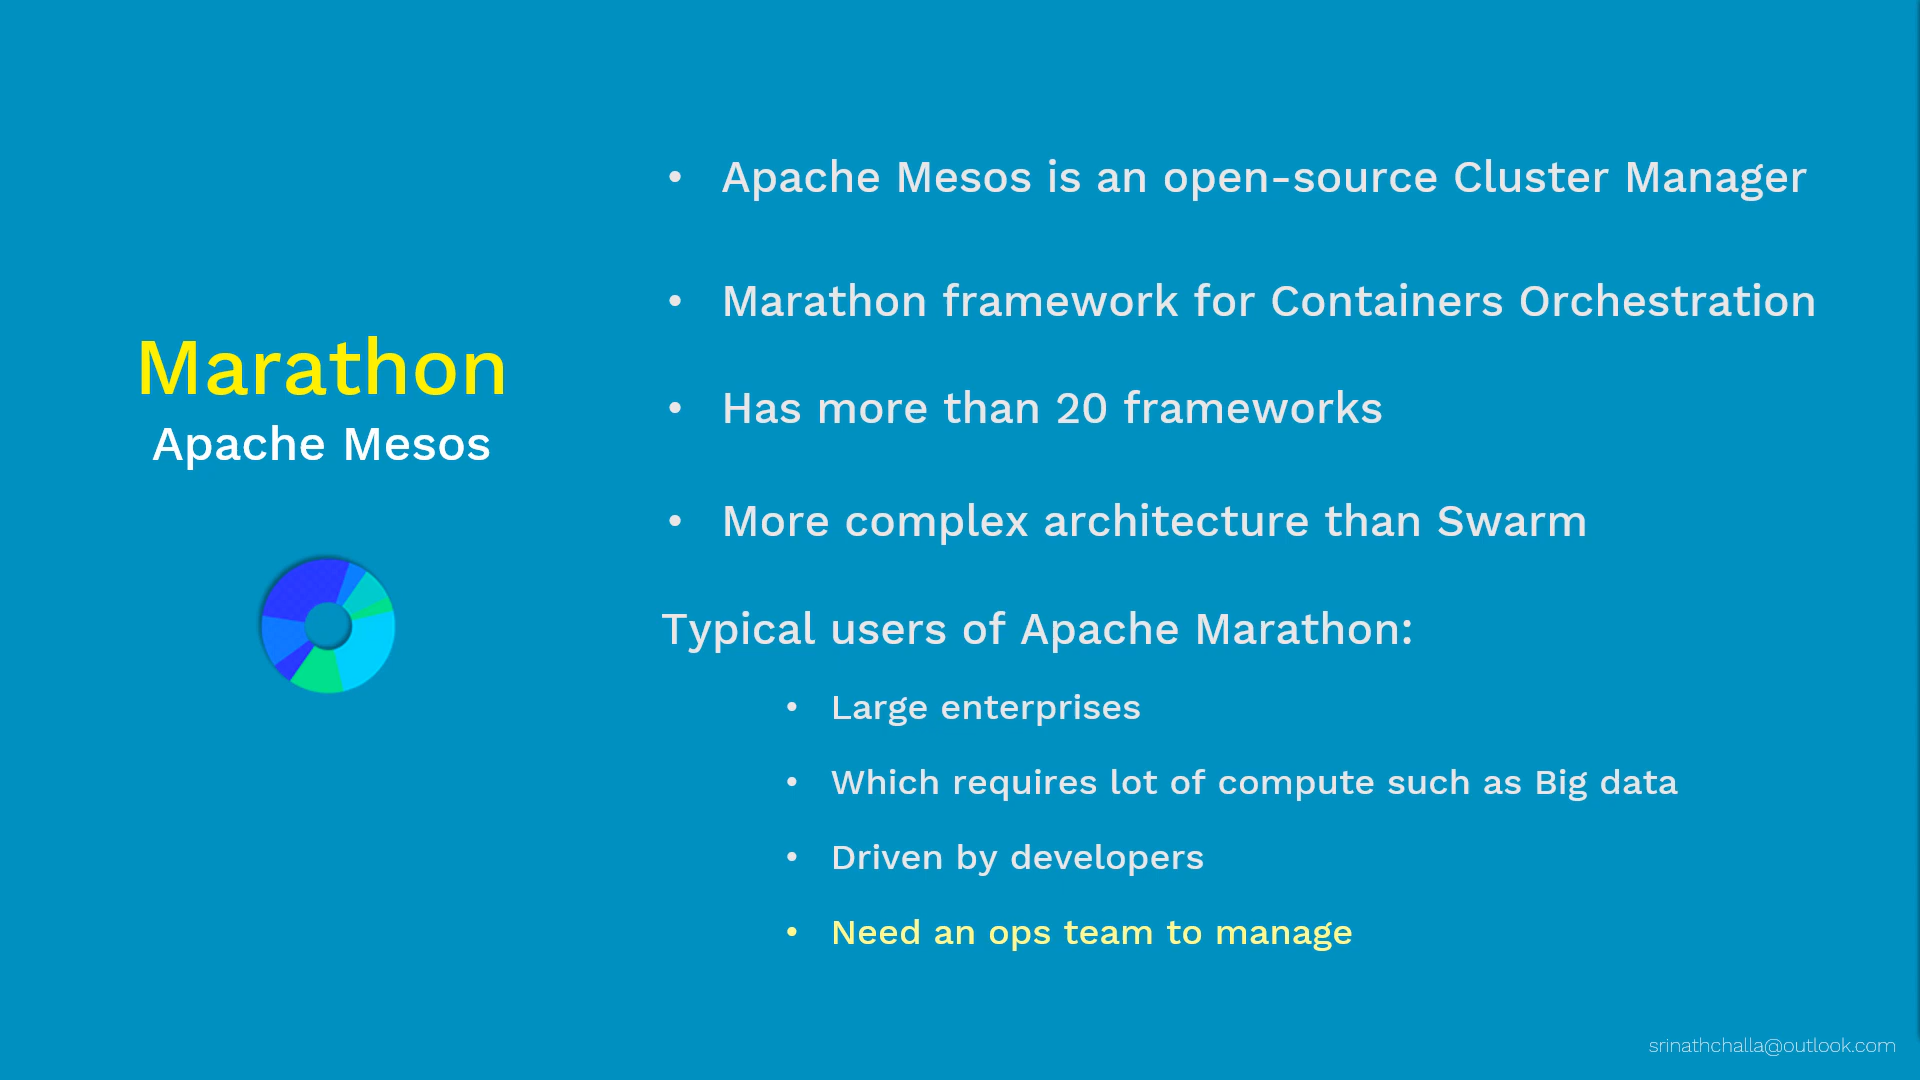 Marathon
Apache Mesos
• Apache Mesos is an open-source Cluster Manager
• Marathon framework for Containers Orchestration
• Has more than 20 frameworks
• More complex architecture than Swarm
Typical users of Apache Marathon:
• Large enterprises
• Which requires lot of compute such as Big data
• Driven by developers
• Need an ops team to manage
srinathchalla@outlook.com